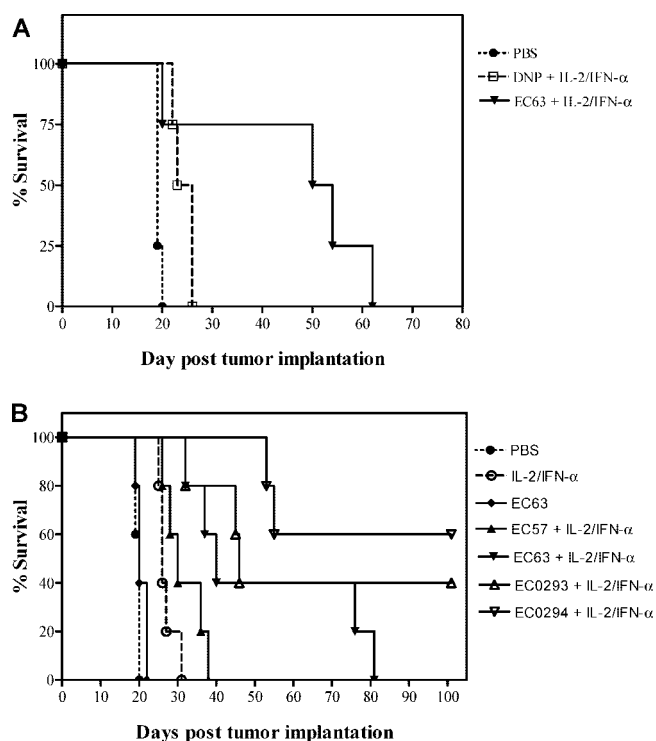 A
100
75
50
25
0
% Survival
0 10 20 30 40 50 60 70 80
Day post tumor implantation
PBS
DNP + IL-2/IFN-α
EC63 + IL-2/IFN-α
B
100
80
60
40
20
0
% Survival
0 10 20 30 40 50 60 70 80 90 100
Days post tumor implantation
PBS
IL-2/IFN-α
EC63
EC57 + IL-2/IFN-α
EC63 + IL-2/IFN-α
EC0293 + IL-2/IFN-α
EC0294 + IL-2/IFN-α